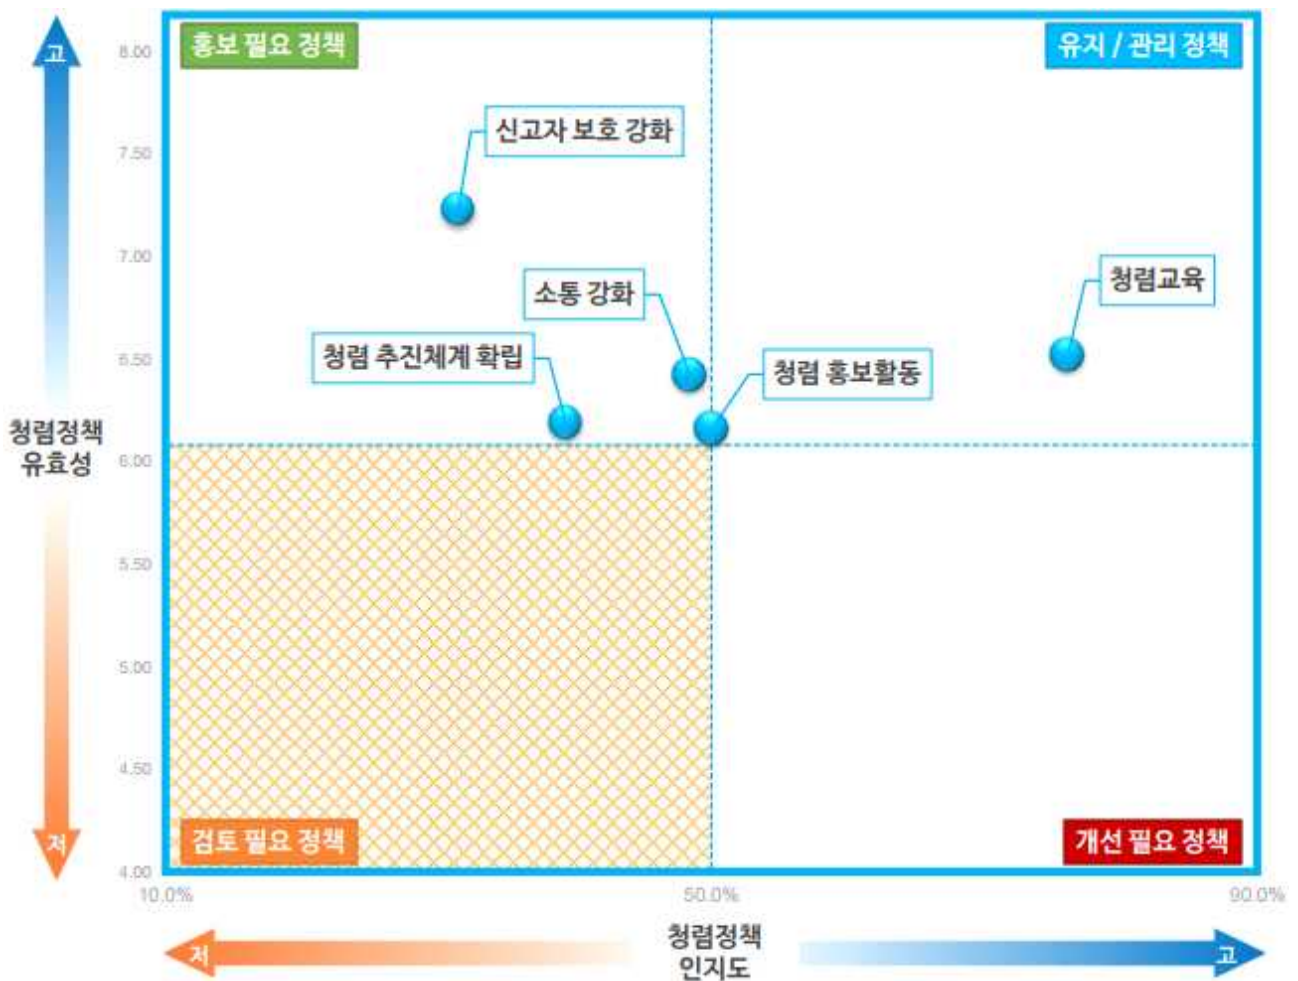 고
8.00
홍보 필요 정책
유지 / 관리 정책
신고자 보호 강화
7.50
7.00
청렴교육
소통 강화
청렴 추진체계 확립
6.50
청렴 홍보활동
청렴정책
유효성
6.00
5.50
5.00
4.50
저
검토 필요 정책
개선 필요 정책
4.00
10.0%
50.0%
90.0%
저
청렴정책
인지도
고